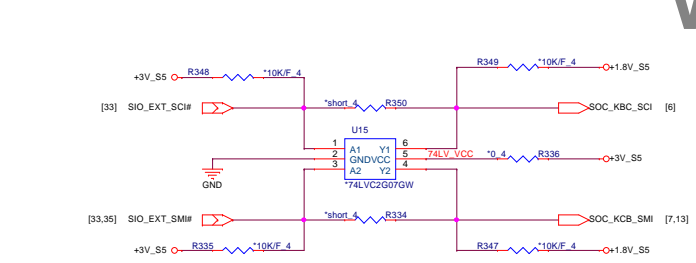 R348 *10K/F_4
+3V_S5
R349 *10K/F_4
+1.8V_S5
[33] SIO_EXT_SCI#
*short_4 R350
SOC_KBC_SCI [6]
U15
1 A1 Y1 6
2 GND VCC 5 74LV_VCC
3 A2 Y2 4
*0_4 R336
+3V_S5
GND
*74LVC2G07GW
[33,35] SIO_EXT_SMI#
*short_4 R334
SOC_KCB_SMI [7,13]
+3V_S5 R335 *10K/F_4
R347 *10K/F_4 +1.8V_S5